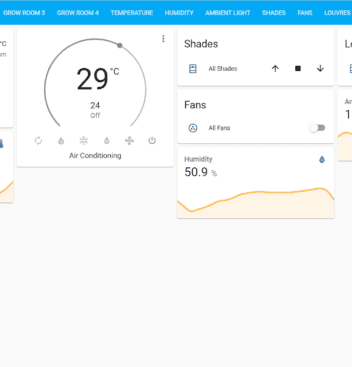 GROW ROOM 3 GROW ROOM 4 TEMPERATURE HUMIDITY AMBIENT LIGHT SHADES FANS LOUVRES
°C
29 °C
24
Off
Air Conditioning
Shades
All Shades
Fans
All Fans
Humidity
50.9 %
Lo
1